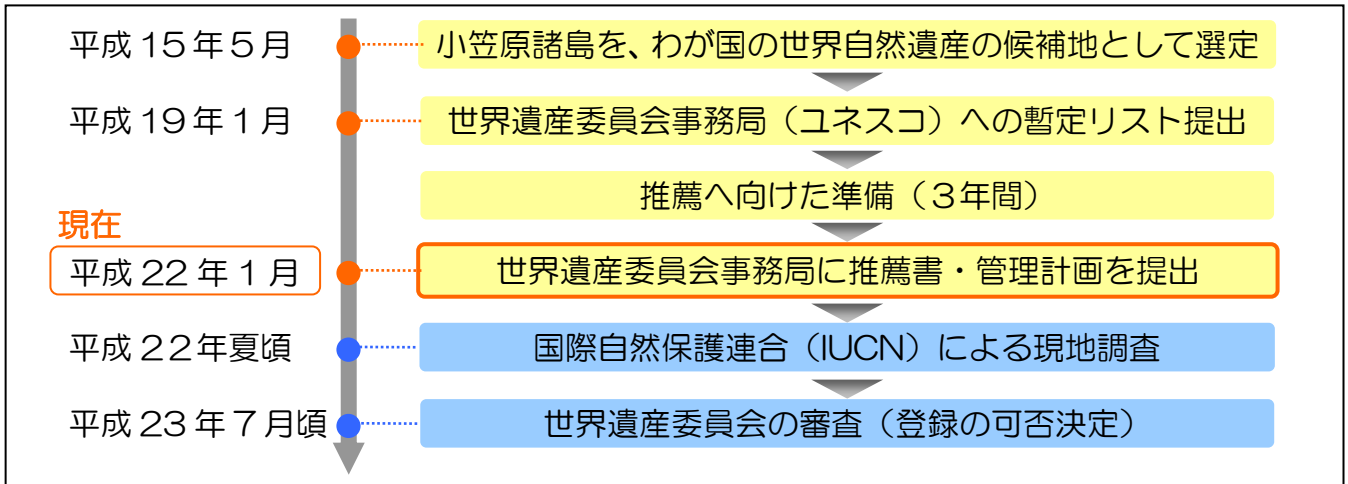 平成15年5月
小笠原諸島を、わが国の世界自然遺産の候補地として選定
平成19年1月
世界遺産委員会事務局（ユネスコ）への暫定リスト提出
推薦へ向けた準備（３年間）
現在
平成22年1月
世界遺産委員会事務局に推薦書・管理計画を提出
平成２２年夏頃
国際自然保護連合（IUCN）による現地調査
平成23年7月頃
世界遺産委員会の審査（登録の可否決定）